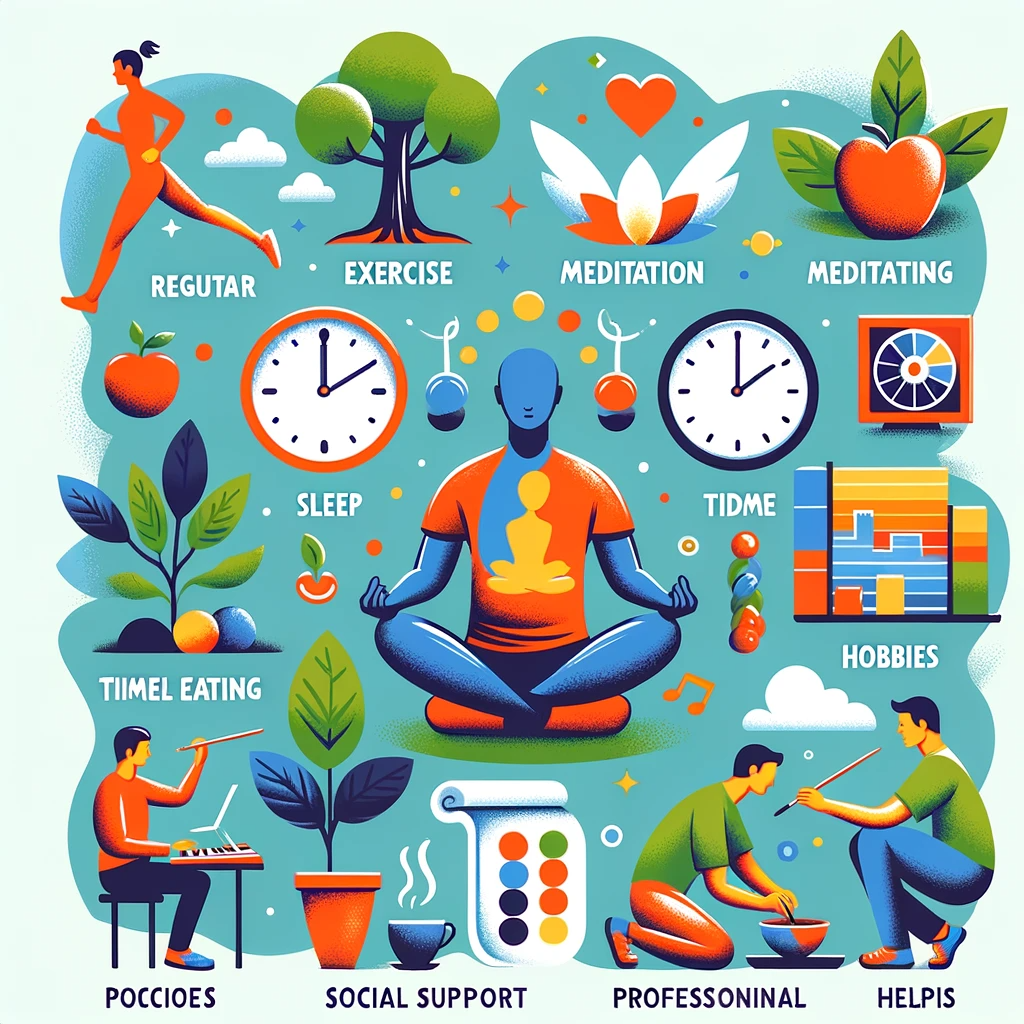 REGUTAR
EXERCISE
MEDITATION
MEDITATING
SLEEP
TIDME
HOBBIES
TIIMEL EATING
POCCIOES
SOCIAL SUPPORT
PROFESSONINAL
HELPIS